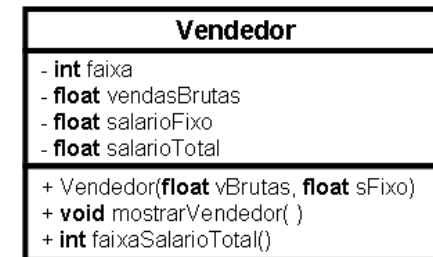 Vendedor
- int faixa
- float vendasBrutas
- float salarioFixo
- float salarioTotal
+ Vendedor(float vBrutas, float sFixo)
+ void mostrarVendedor( )
+ int faixaSalarioTotal()